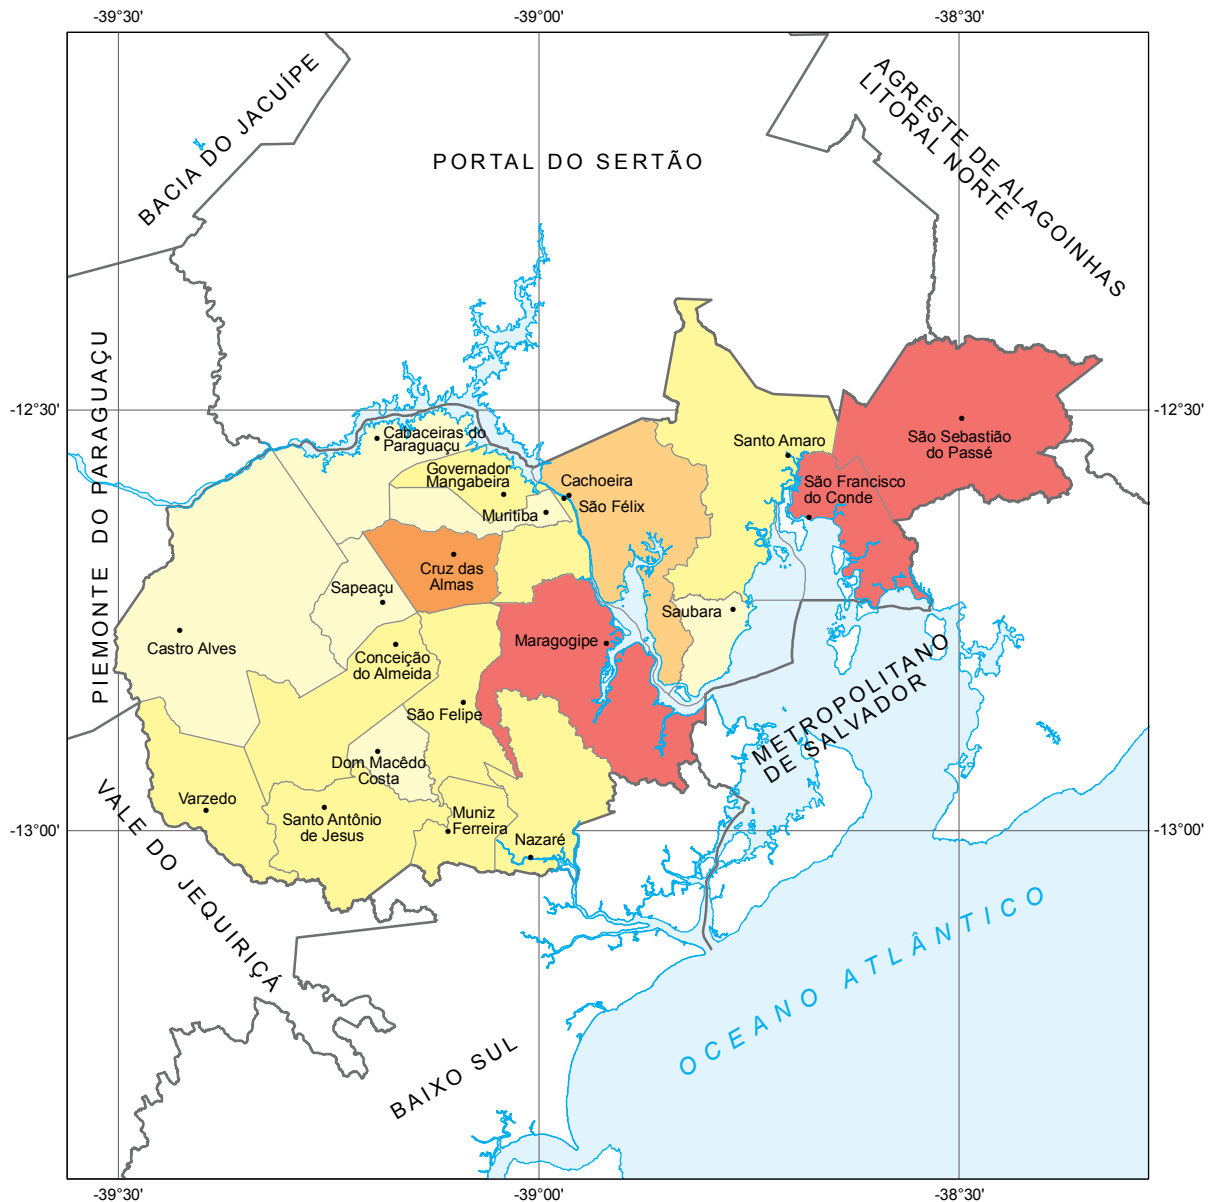 -39°30'
-39°00'
-38°30'
BACIA DO JACUÍPE
PORTAL DO SERTÃO
AGRESTE DE ALAGOINHAS
LITORAL NORTE
PIEMONTE DO PARAGUAÇU
-12°30'
-12°30'
Cabaceiras do
Paraguaçu
Governador
Mangabeira
Muritiba
Cachoeira
São Félix
Santo Amaro
São Francisco
do Conde
São Sebastião
do Passé
Cruz das
Almas
Sapeaçu
Castro Alves
Conceição
do Almeida
Maragogipe
Saubara
São Felipe
Dom Macêdo
Costa
Varzedo
Santo Antônio
de Jesus
Muniz
Ferreira
Nazaré
METROPOLITANO
DE SALVADOR
-13°00'
-13°00'
VALE DO JEQUIRIÇÁ
BAIXO SUL
OCEANO ATLÂNTICO
-39°30'
-39°00'
-38°30'